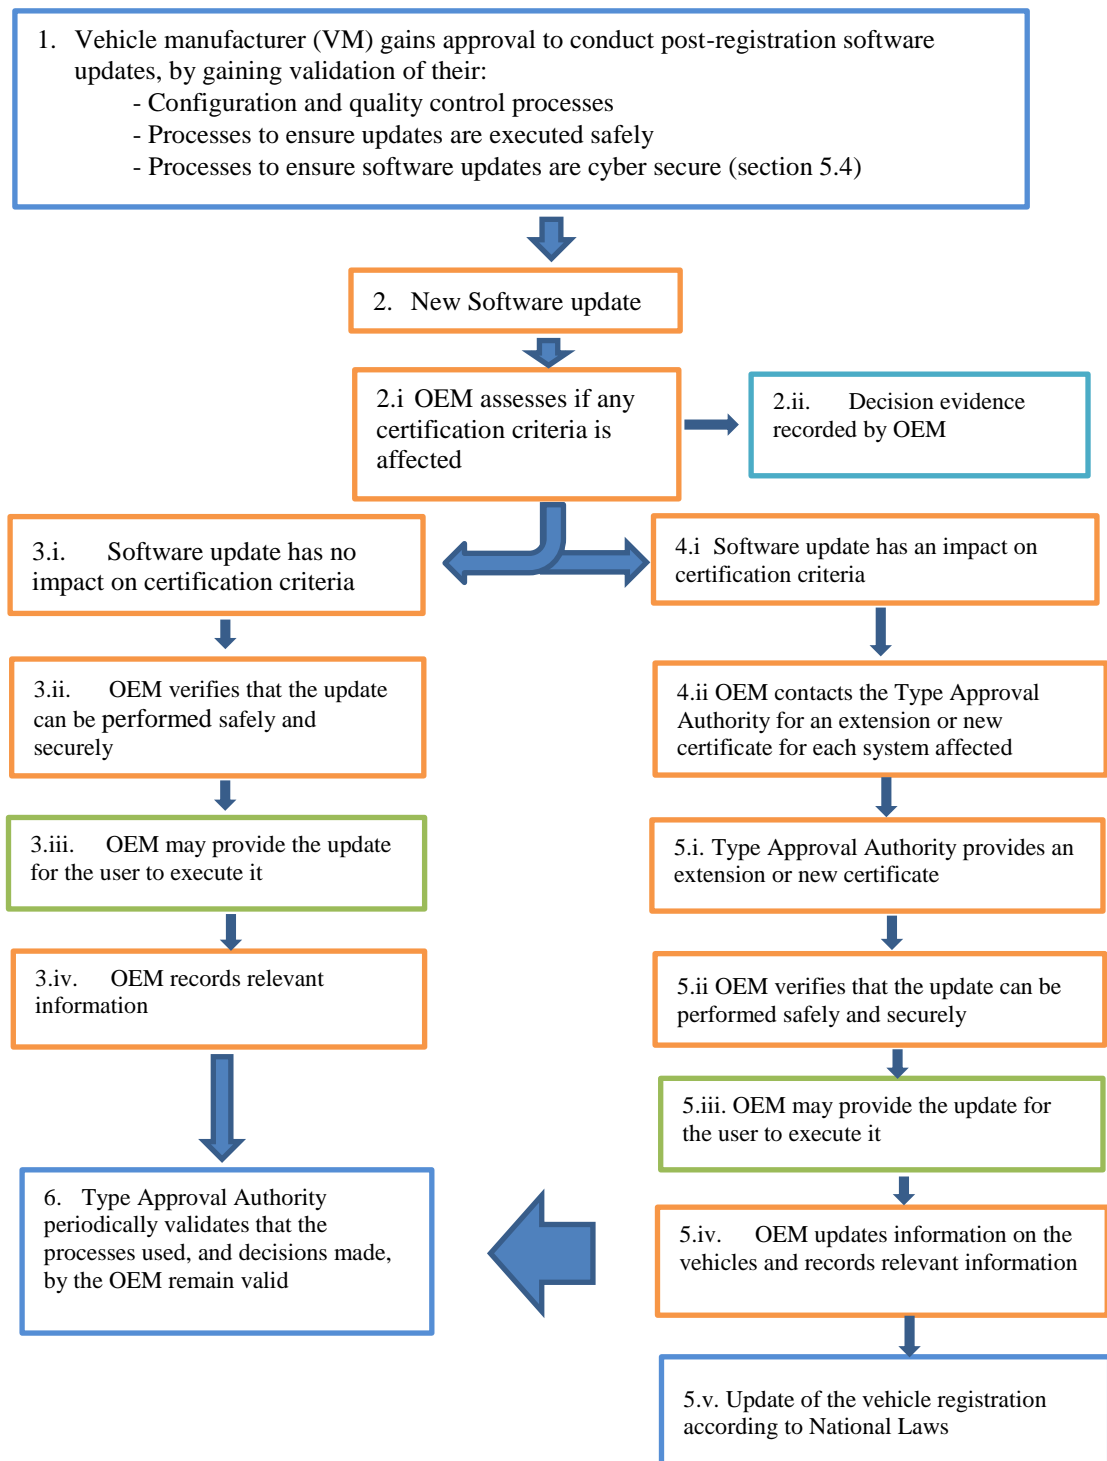 1. Vehicle manufacturer (VM) gains approval to conduct post-registration software
updates, by gaining validation of their:
- Configuration and quality control processes
- Processes to ensure updates are executed safely
- Processes to ensure software updates are cyber secure (section 5.4)
2. New Software update
2.i OEM assesses if any
certification criteria is
affected
2.ii. Decision evidence
recorded by OEM
3.i. Software update has no
impact on certification criteria
3.ii. OEM verifies that the update
can be performed safely and
securely
3.iii. OEM may provide the update
for the user to execute it
3.iv. OEM records relevant
information
4.i Software update has an impact on
certification criteria
4.ii OEM contacts the Type Approval
Authority for an extension or new
certificate for each system affected
5.i. Type Approval Authority provides an
extension or new certificate
5.ii OEM verifies that the update can be
performed safely and securely
5.iii. OEM may provide the update for
the user to execute it
5.iv. OEM updates information on the
vehicles and records relevant information
5.v. Update of the vehicle registration
according to National Laws
6. Type Approval Authority
periodically validates that the
processes used, and decisions made,
by the OEM remain valid